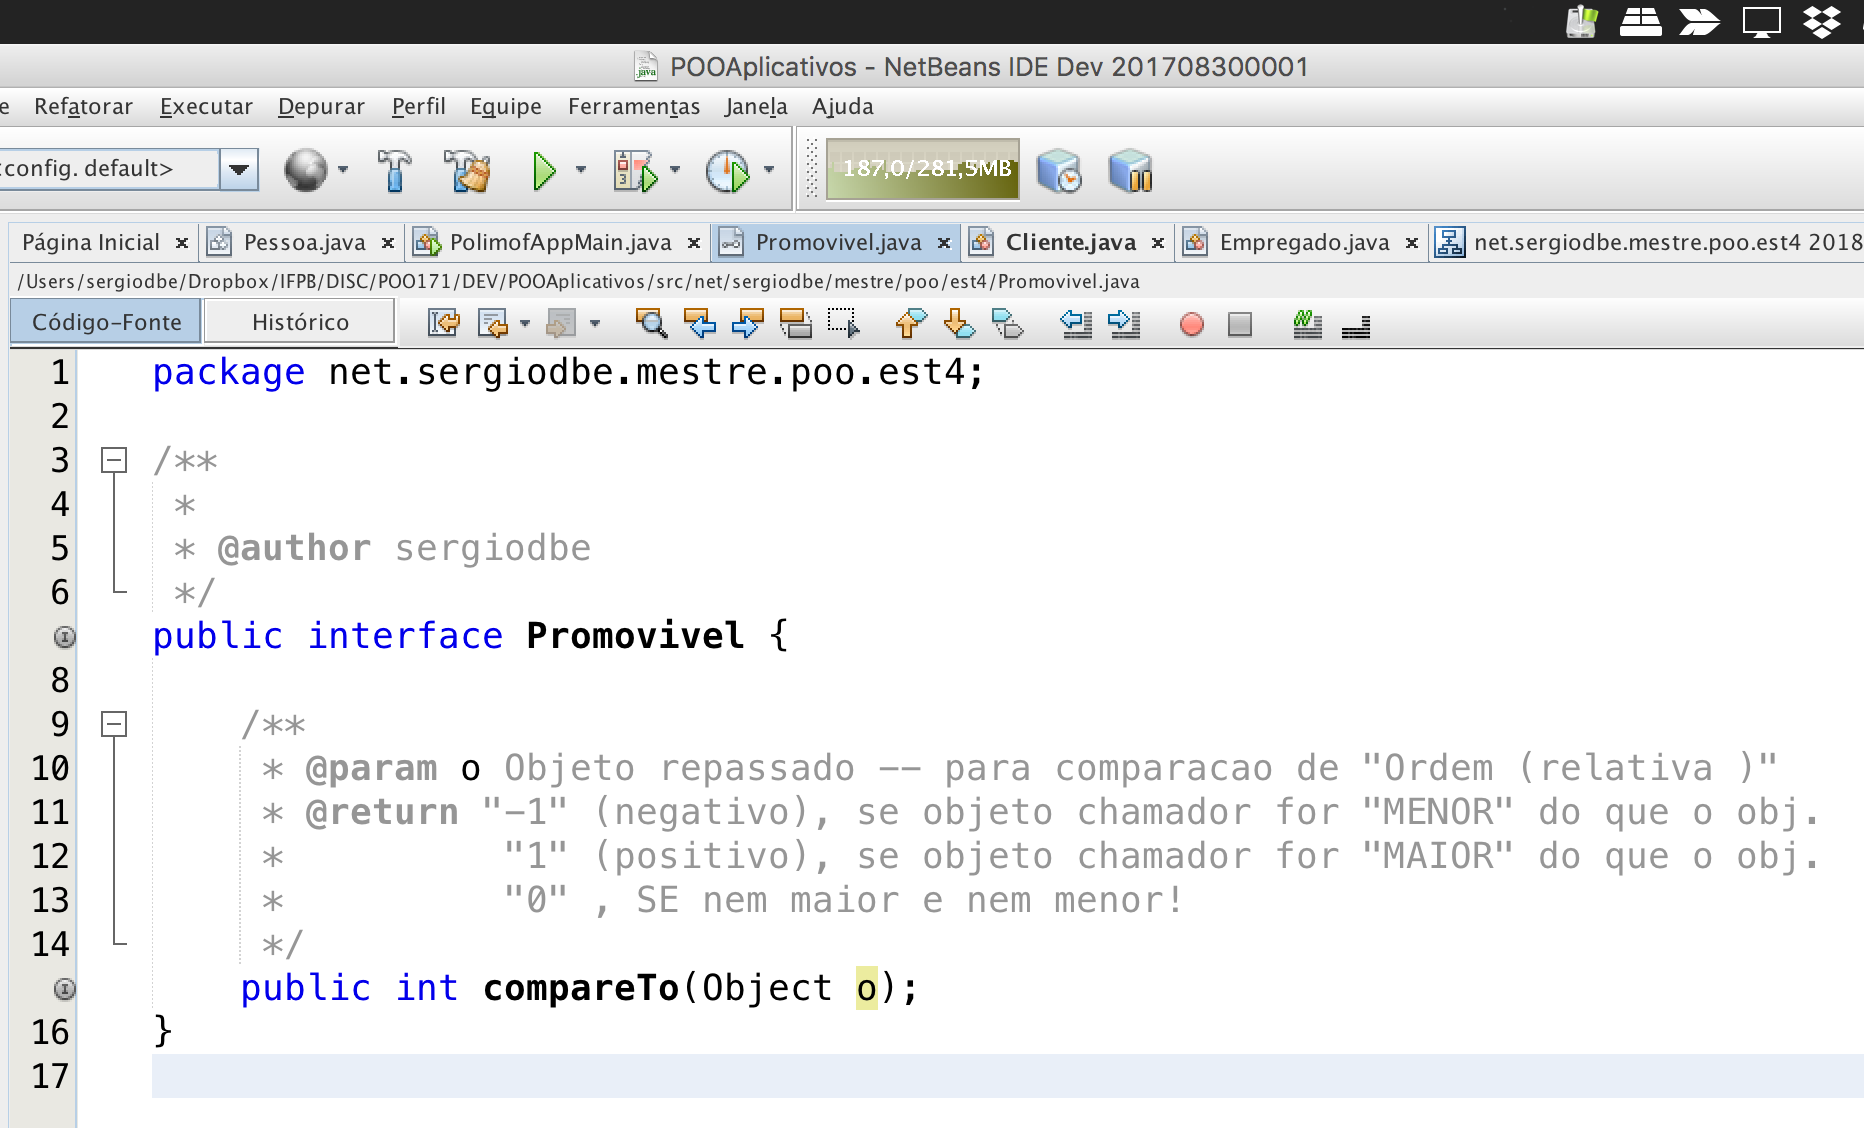 POOAplicativos - NetBeans IDE Dev 201708300001
e Refatorar Executar Depurar Perfil Equipe Ferramentas Janela Ajuda
<config. default>
187,0/281,5MB
Página Inicial Pessoa.java PolimofAppMain.java Promovivel.java Cliente.java Empregado.java net.sergiodbe.mestre.poo.est4 2018
/Users/sergiodbe/Dropbox/IFPB/DISC/POO171/DEV/POOAplicativos/src/net/sergiodbe/mestre/poo/est4/Promovivel.java
Código-Fonte Histórico
1 package net.sergiodbe.mestre.poo.est4;
2
3 /**
4 *
5 * @author sergiodbe
6 */
public interface Promovivel {
8
9 /**
10 * @param o Objeto repassado -- para comparacao de "Ordem (relativa )"
11 * @return "-1" (negativo), se objeto chamador for "MENOR" do que o obj.
12 * "1" (positivo), se objeto chamador for "MAIOR" do que o obj.
13 * "0" , SE nem maior e nem menor!
14 */
public int compareTo(Object o);
16 }
17